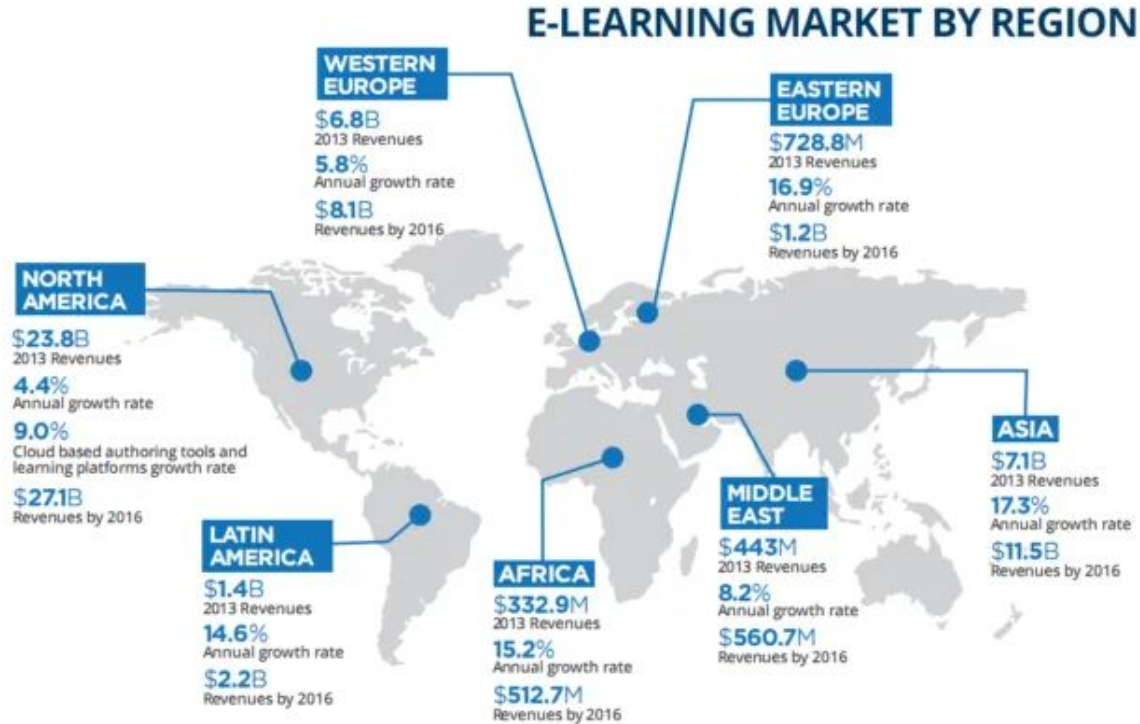 E-LEARNING MARKET BY REGION
WESTERN
EUROPE
$6.8B
2013 Revenues
5.8%
Annual growth rate
$8.1B
Revenues by 2016
EASTERN
EUROPE
$728.8M
2013 Revenues
16.9%
Annual growth rate
$1.2B
Revenues by 2016
NORTH
AMERICA
$23.8B
2013 Revenues
4.4%
Annual growth rate
9.0%
Cloud based authoring tools and
learning platforms growth rate
$27.1B
Revenues by 2016
LATIN
AMERICA
$1.4B
2013 Revenues
14.6%
Annual growth rate
$2.2B
Revenues by 2016
AFRICA
$332.9M
2013 Revenues
15.2%
Annual growth rate
$512.7M
Revenues by 2016
MIDDLE
EAST
$443M
2013 Revenues
8.2%
Annual growth rate
$560.7M
Revenues by 2016
ASIA
$7.1B
2013 Revenues
17.3%
Annual growth rate
$11.5B
Revenues by 2016